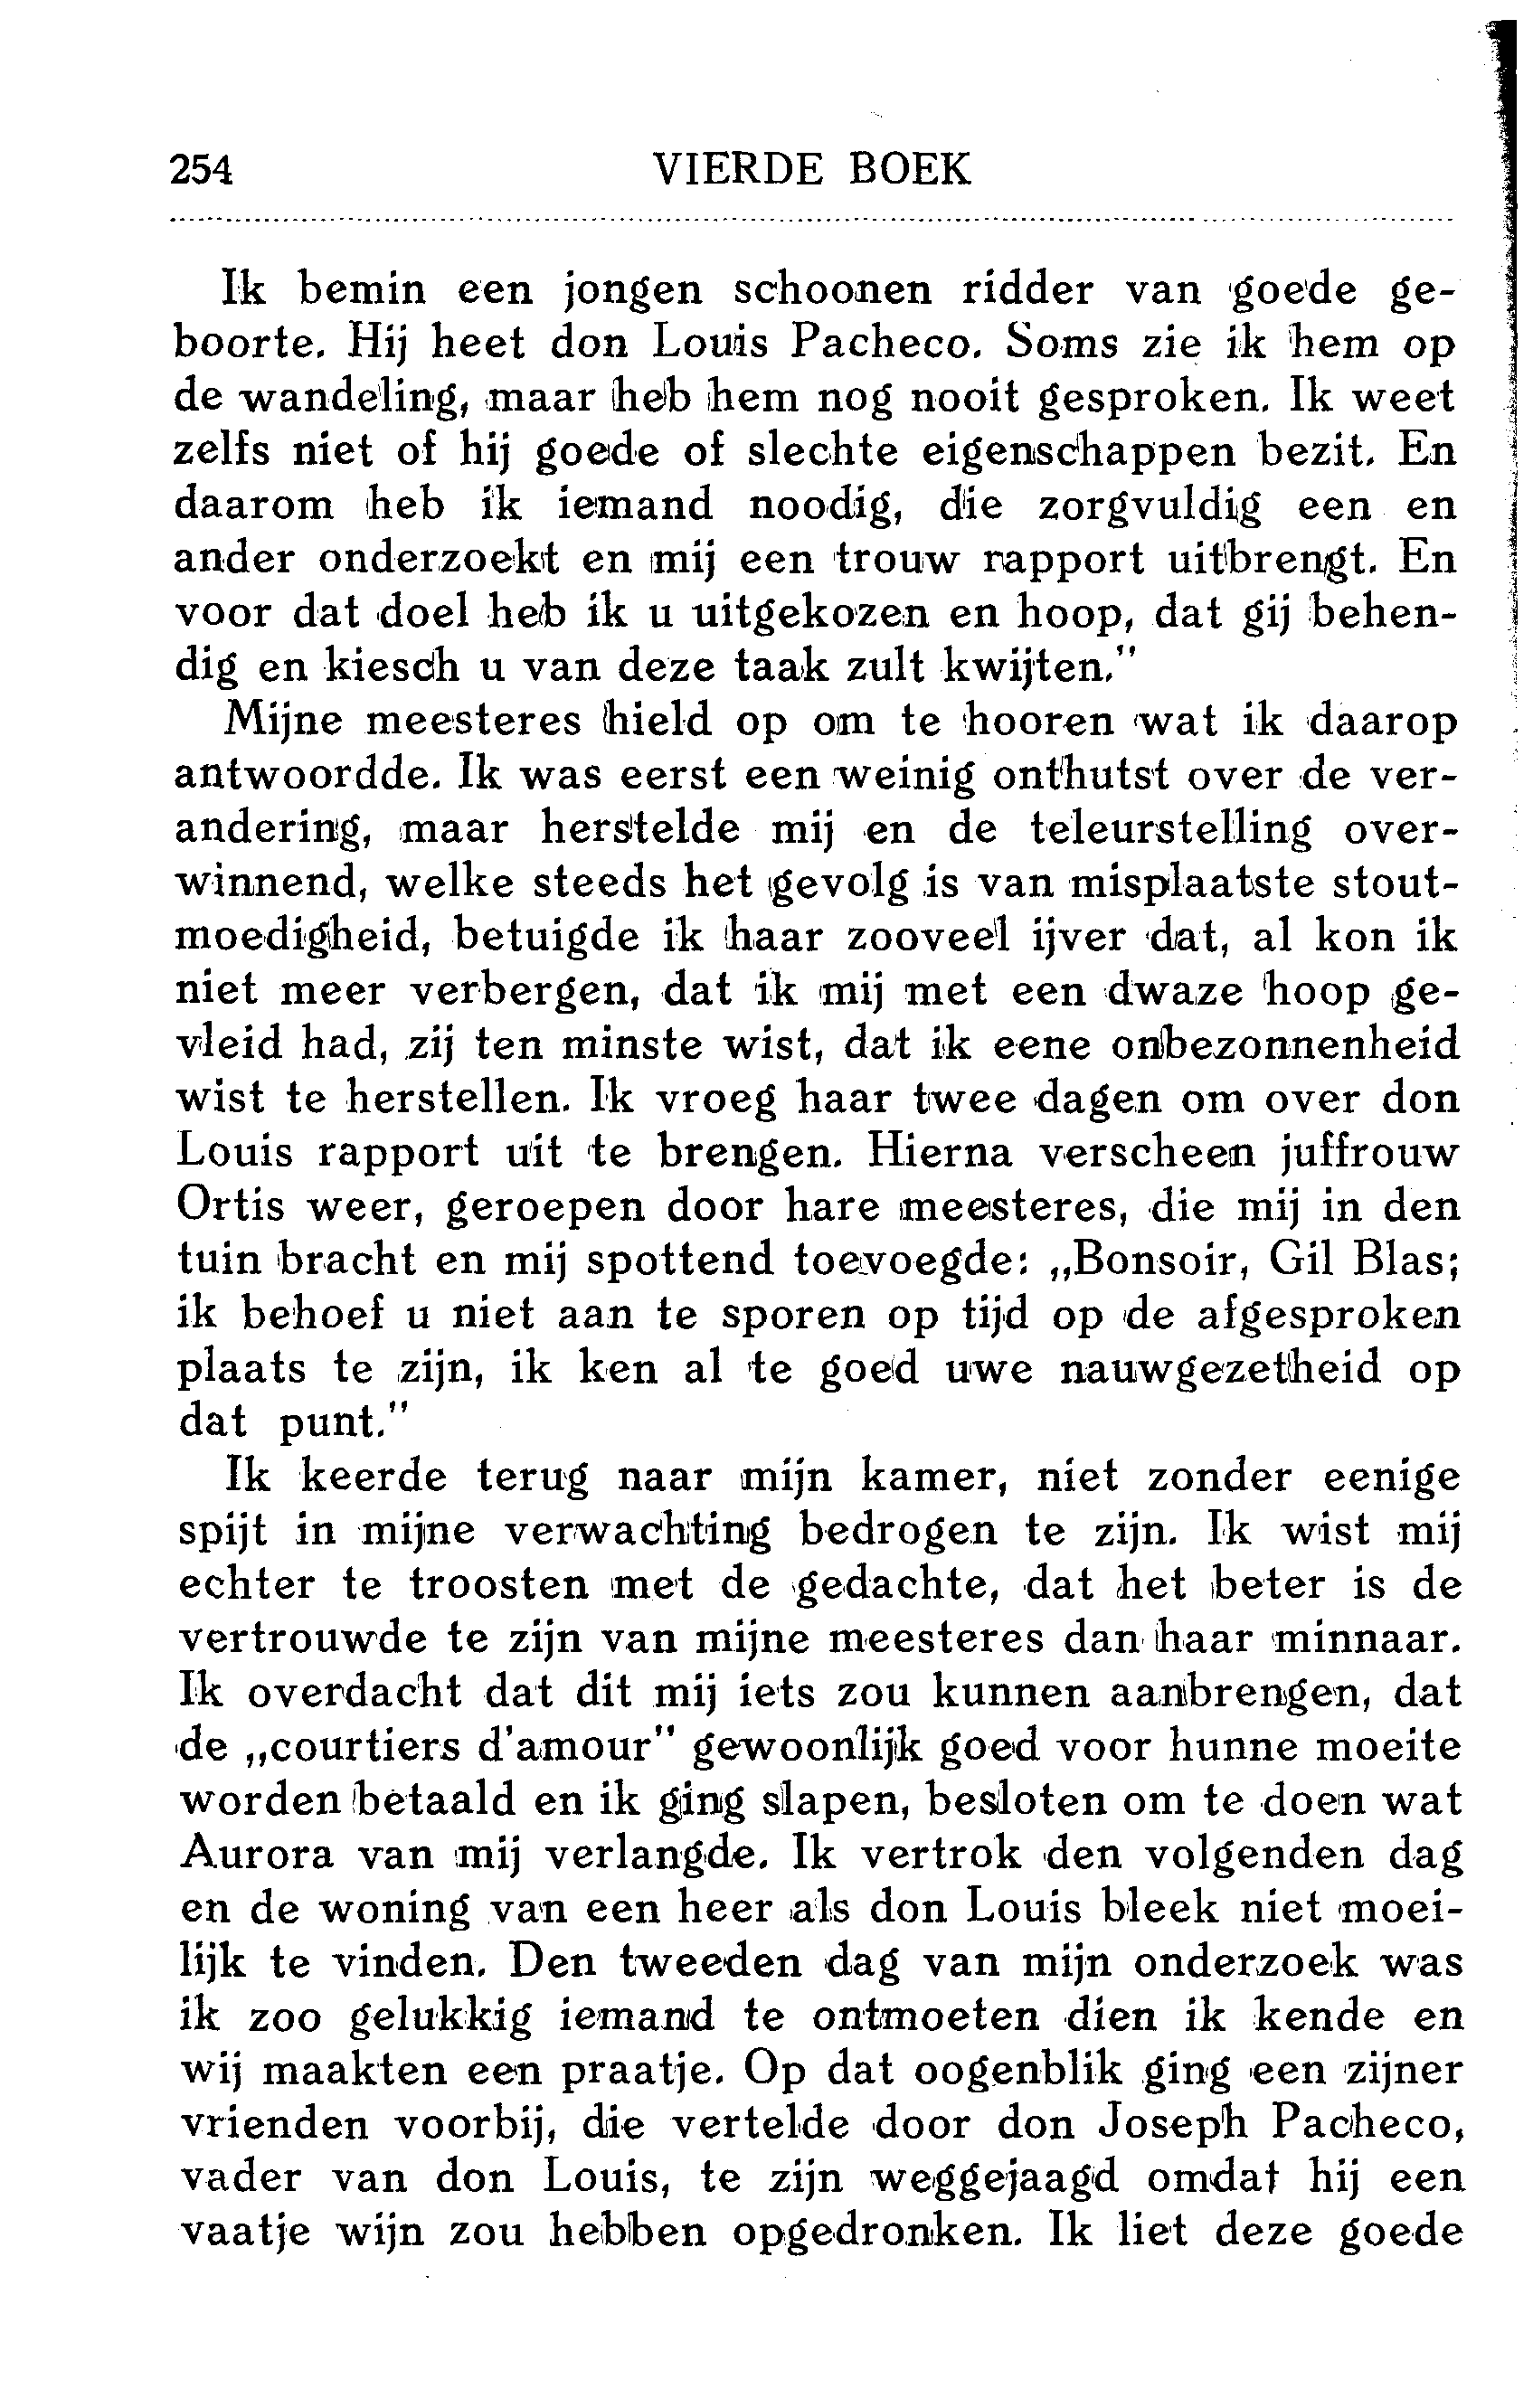 254 VIERDE BOEK
Ik bemin een jongen schoonen ridder van goede ge-
boorte. Hij heet don Louis Pacheco. Soms zie ik hem op
de wandeling, maar heb hem nog nooit gesproken. Ik weet
zelfs niet of hij goede of slechte eigenschappen bezit. En
daarom heb ik iemand noodig, die zorgvuldig een en
ander onderzoekt en mij een trouw rapport uitbrengt. En
voor dat doel heb ik u uitgekozen en hoop, dat gij behen-
dig en kiesch u van deze taak zult kwijten."
Mijne meesteres hield op om te hooren wat ik daarop
antwoordde. Ik was eerst een weinig onthutst over de ver-
andering, maar herstelde mij en de teleurstelling over-
winnend, welke steeds het gevolg is van misplaatste stout-
moedigheid, betuigde ik haar zooveel ijver dat, al kon ik
niet meer verbergen, dat ik mij met een dwaze hoop ge-
vleid had, zij ten minste wist, dat ik eene onbezonnenheid
wist te herstellen. Ik vroeg haar twee dagen om over don
Louis rapport uit te brengen. Hierna verscheen juffrouw
Ortis weer, geroepen door hare meesteres, die mij in den
tuin bracht en mij spottend toevoegde: „Bonsoir, Gil Blas;
ik behoef u niet aan te sporen op tijd op de afgesproken
plaats te zijn, ik ken al te goed uwe nauwgezetheid op
dat punt."
Ik keerde terug naar mijn kamer, niet zonder eenige
spijt in mijne verwachting bedrogen te zijn. Ik wist mij
echter te troosten met de gedachte, dat het beter is de
vertrouwde te zijn van mijne meesteres dan haar minnaar.
Ik overdacht dat dit mij iets zou kunnen aanbrengen, dat
de „courtiers d'amour" gewoonlijk goed voor hunne moeite
worden betaald en ik ging slapen, besloten om te doen wat
Aurora van mij verlangde. Ik vertrok den volgenden dag
en de woning van een heer als don Louis bleek niet moei-
lijk te vinden. Den tweeden dag van mijn onderzoek was
ik zoo gelukkig iemand te ontmoeten dien ik kende en
wij maakten een praatje. Op dat oogenblik ging een zijner
vrienden voorbij, die vertelde door don Joseph Pacheco,
vader van don Louis, te zijn weggejaagd omdat hij een
vaatje wijn zou hebben opgedronken. Ik liet deze goede